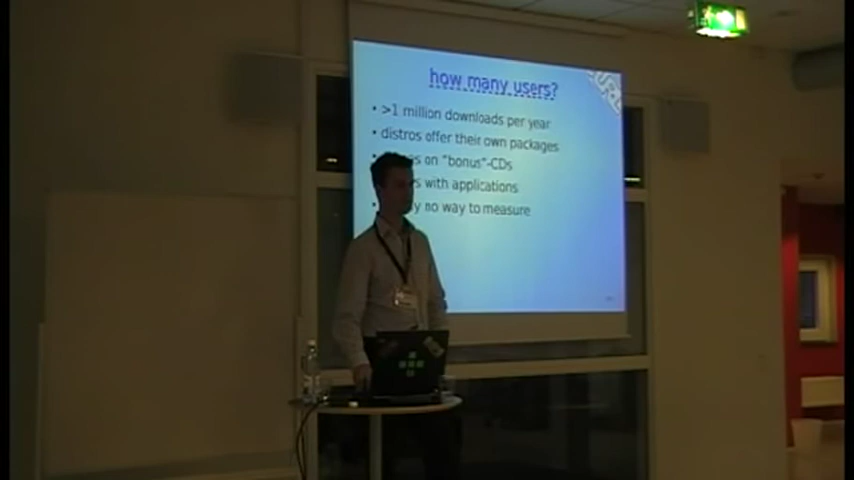 how many users?
• >1 million downloads per year
• distros offer their own packages
on "bonus"-CDs
with applications
• no way to measure
cURL